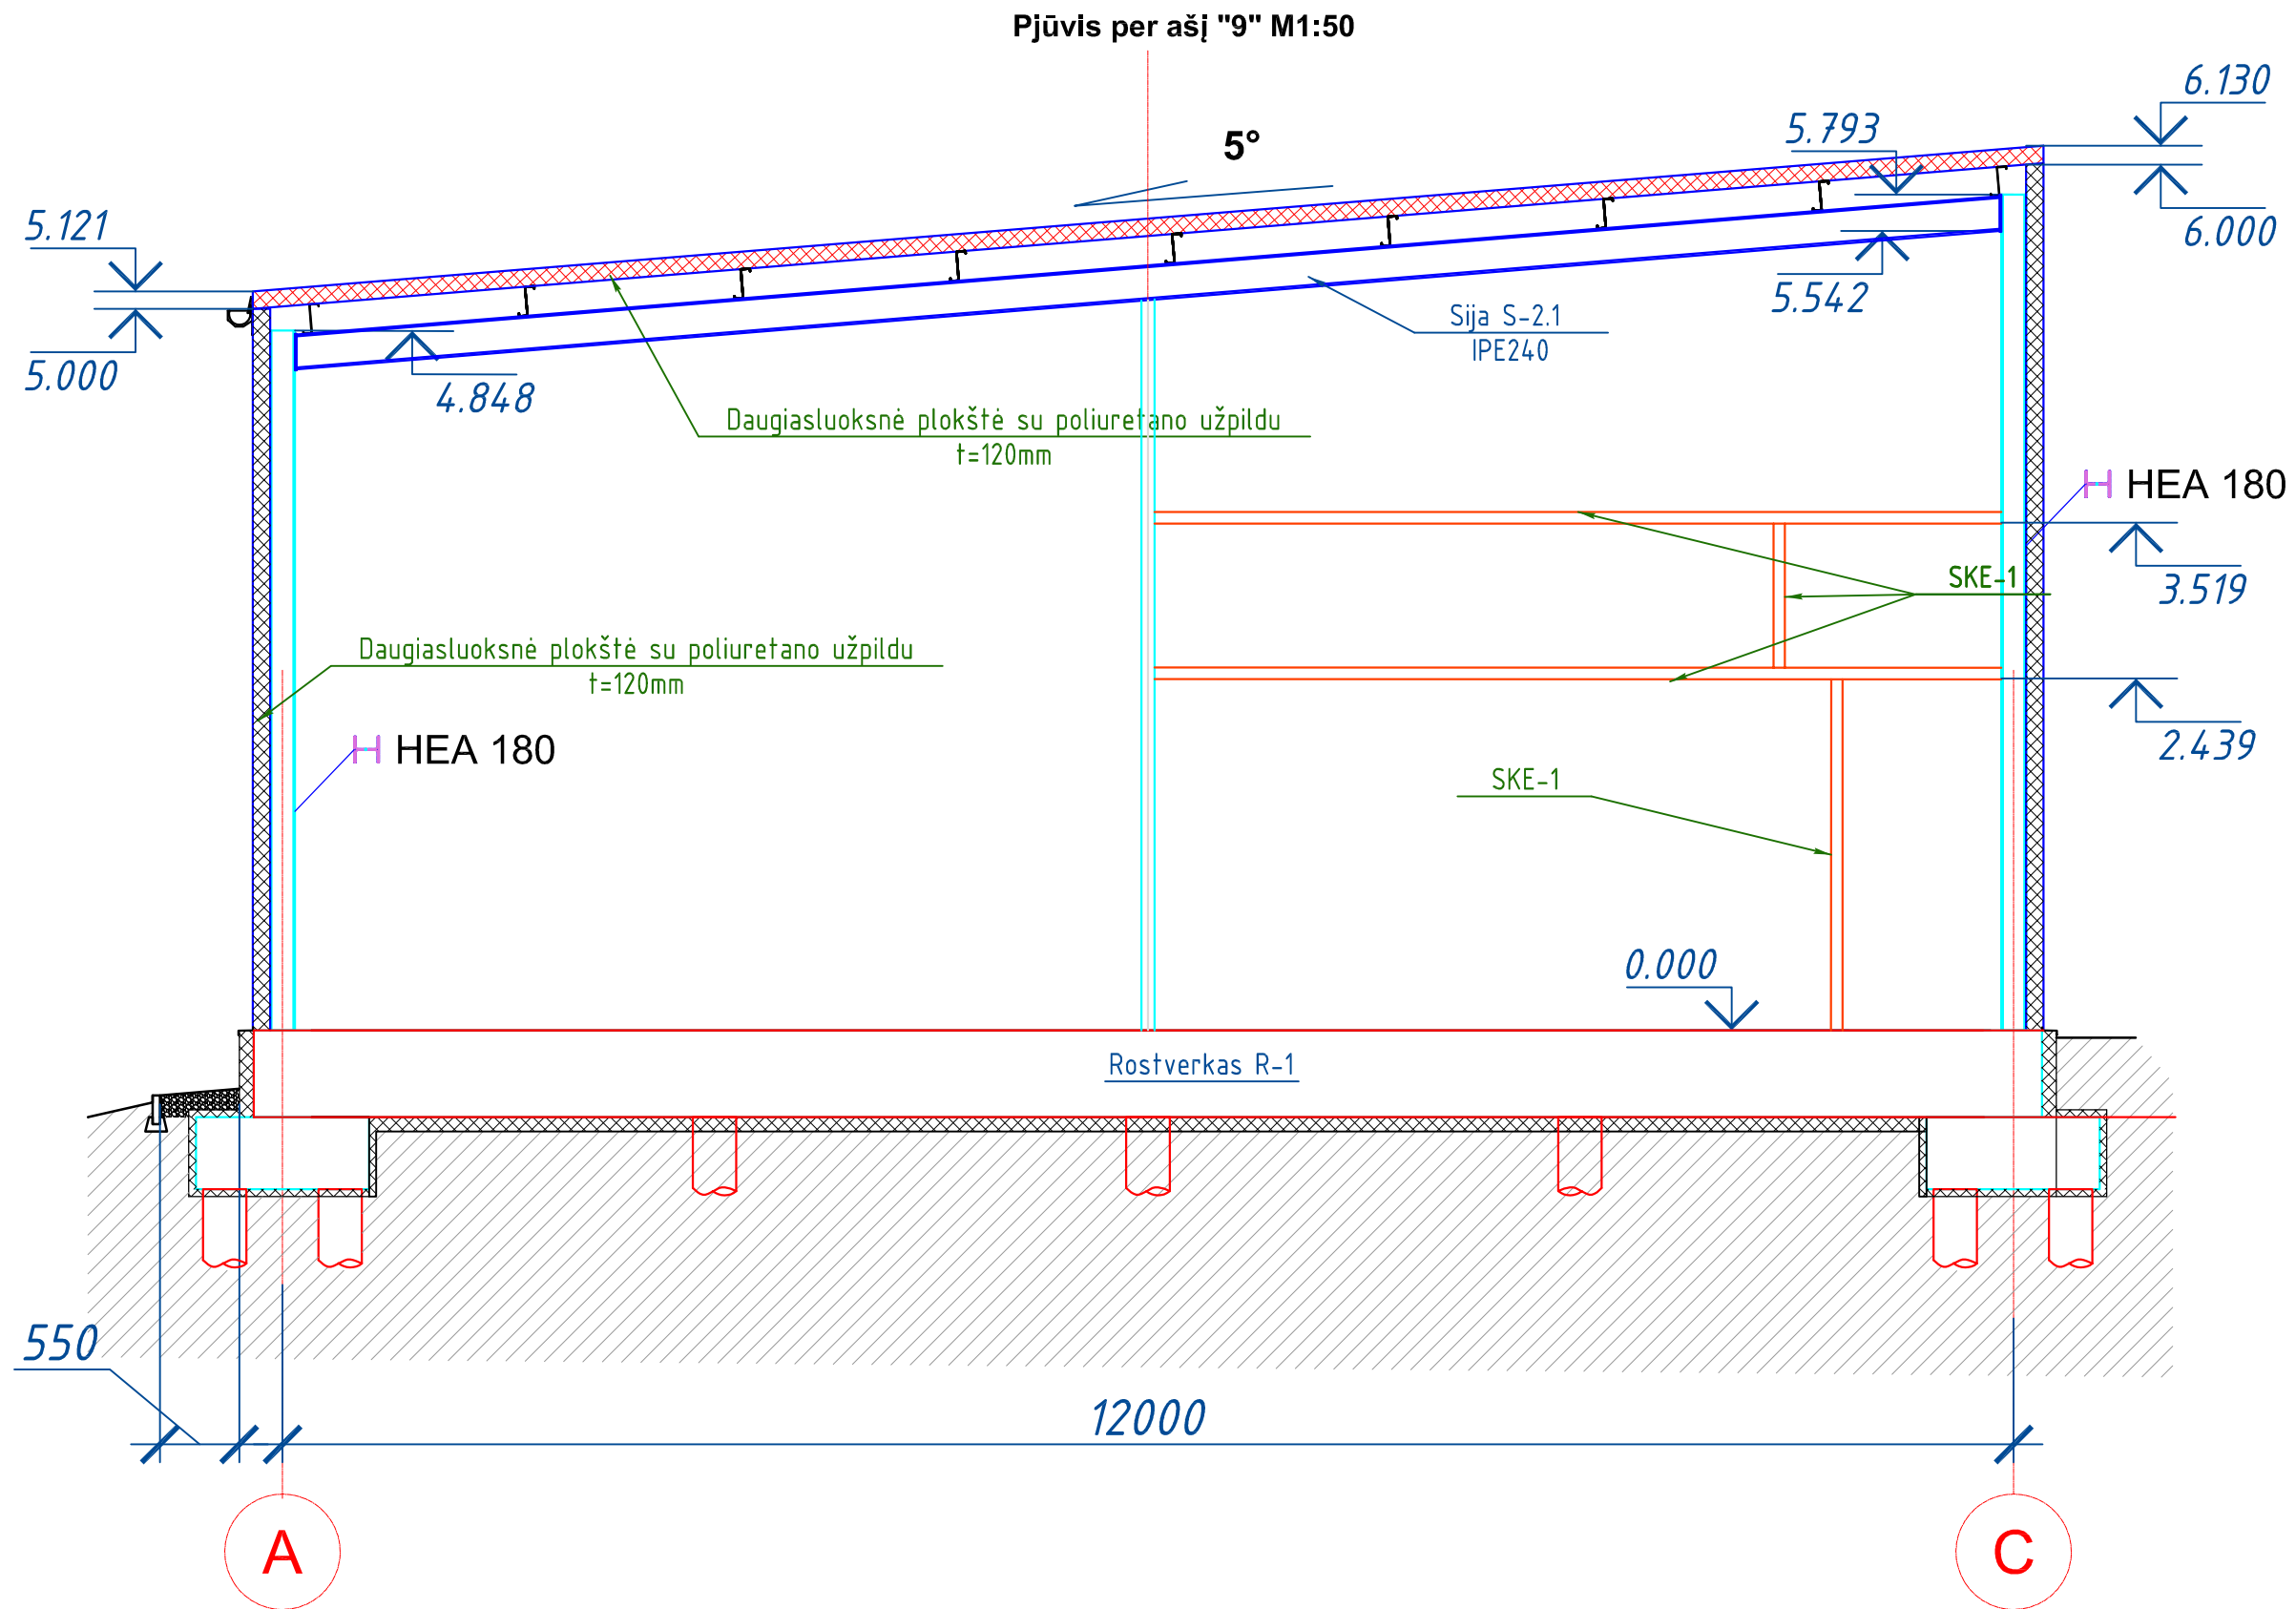 Pjūvis per ašį "9" M1:50
6.130
5.793
5°
5.121
6.000
5.542
Sija S-2.1
IPE240
5.000
4.848
Daugiasluoksnė plokštė su poliuretano užpildu
t=120mm
HEA 180
SKE-1
3.519
Daugiasluoksnė plokštė su poliuretano užpildu
t=120mm
HEA 180
2.439
SKE-1
0.000
Rostverkas R-1
550
12000
A
C